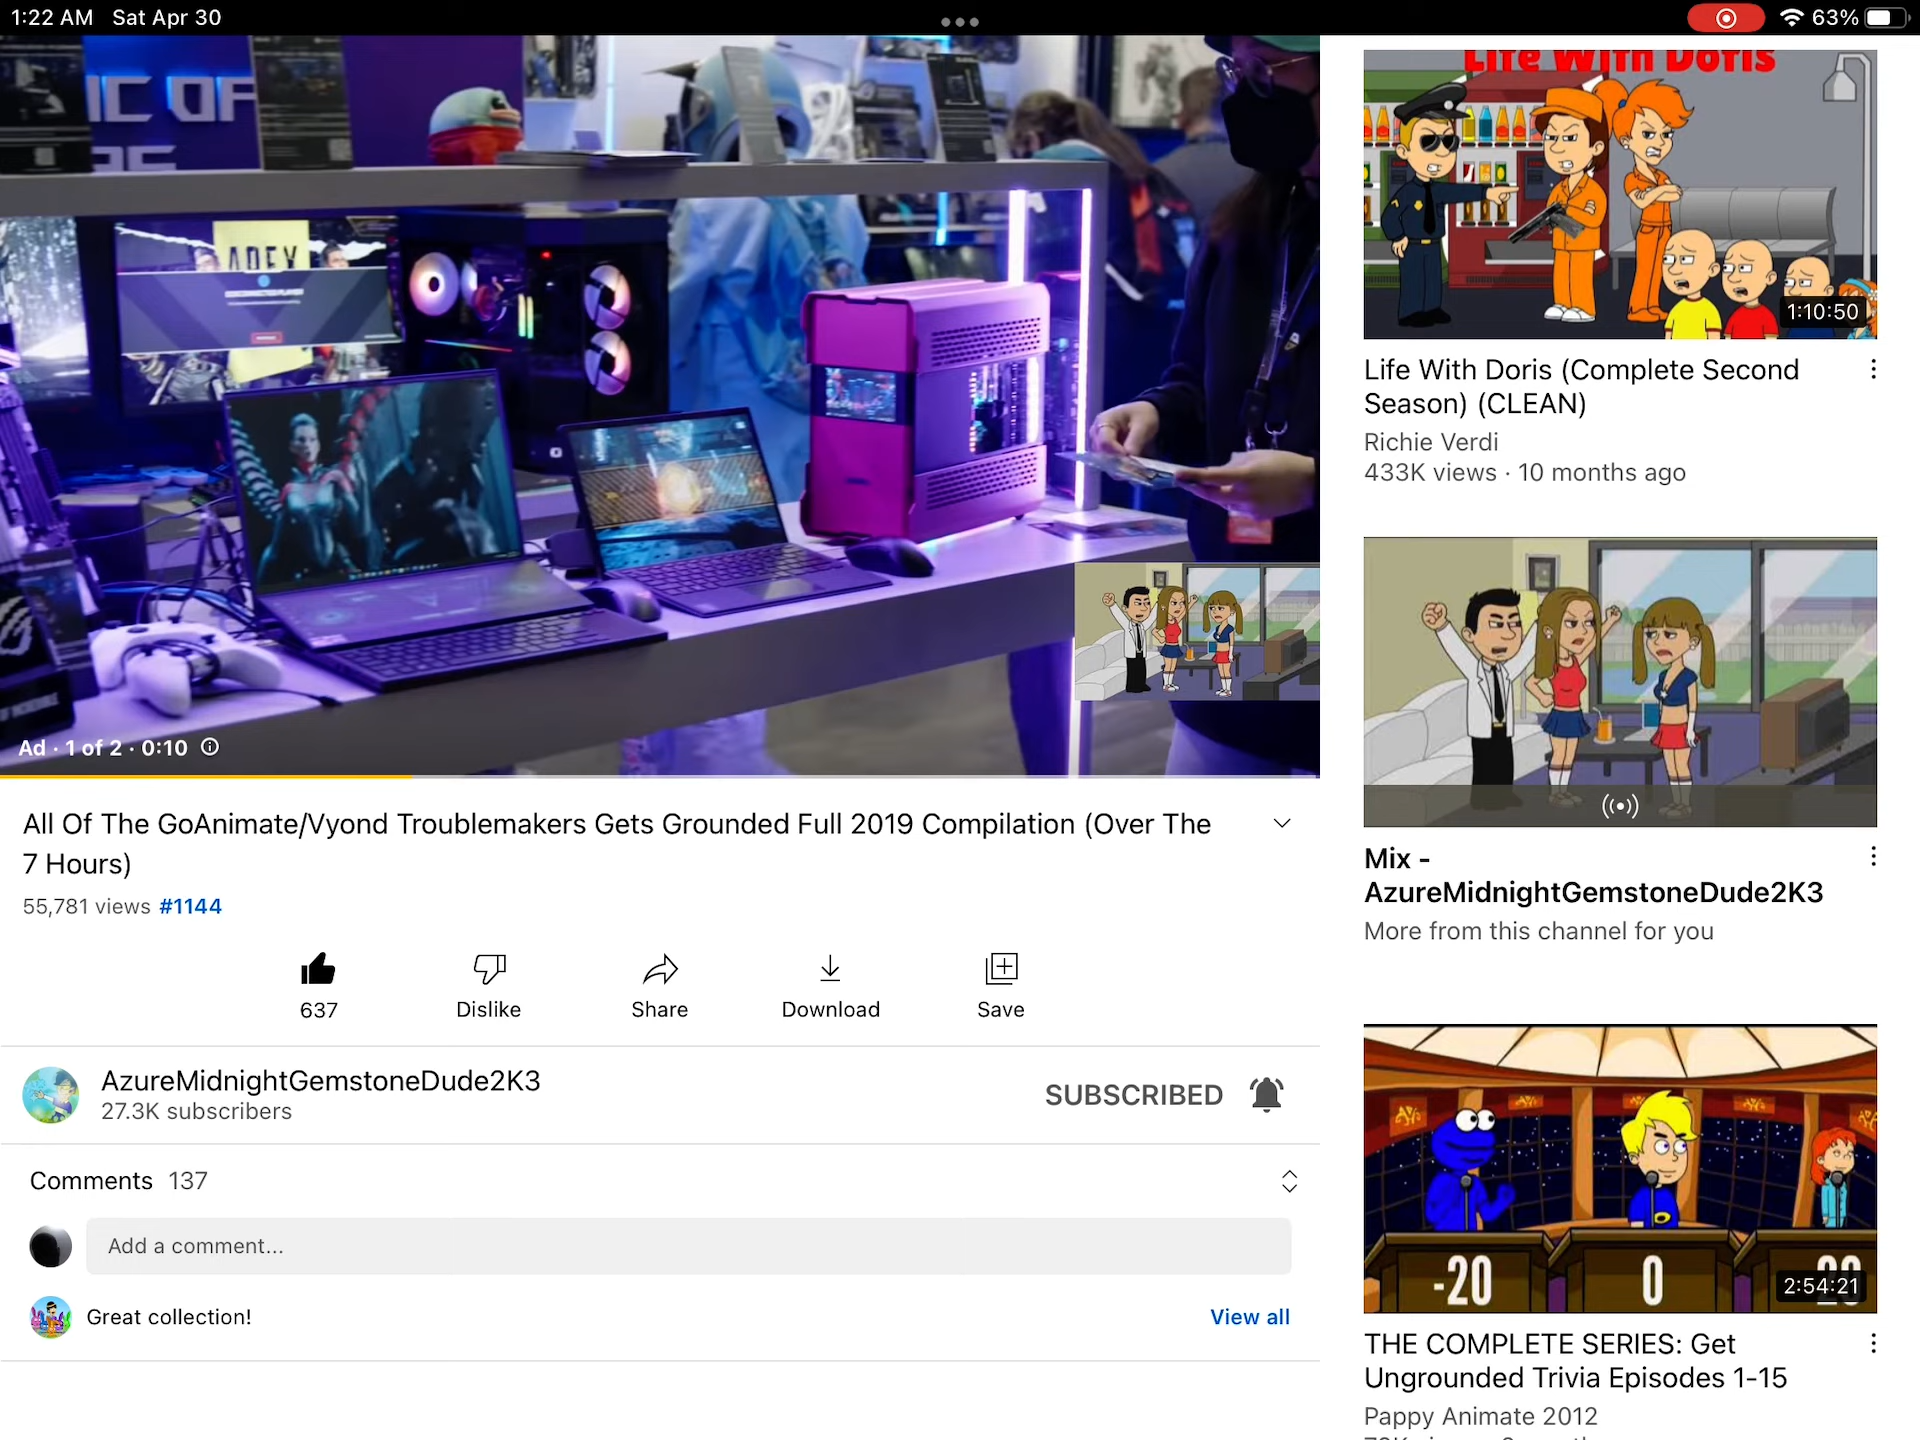 1:22 AM Sat Apr 30
63%
IC OF
APEX
Ad · 1 of 2 · 0:10
All Of The GoAnimate/Vyond Troublemakers Gets Grounded Full 2019 Compilation (Over The
7 Hours)
55,781 views #1144
637
Dislike
Share
Download
Save
AzureMidnightGemstoneDude2K3
27.3K subscribers
SUBSCRIBED
Comments 137
Add a comment...
Great collection!
View all
Life With Doris
1:10:50
Life With Doris (Complete Second
Season) (CLEAN)
Richie Verdi
433K views · 10 months ago
Mix -
AzureMidnightGemstoneDude2K3
More from this channel for you
-20
0
2:54:21
THE COMPLETE SERIES: Get
Ungrounded Trivia Episodes 1-15
Pappy Animate 2012